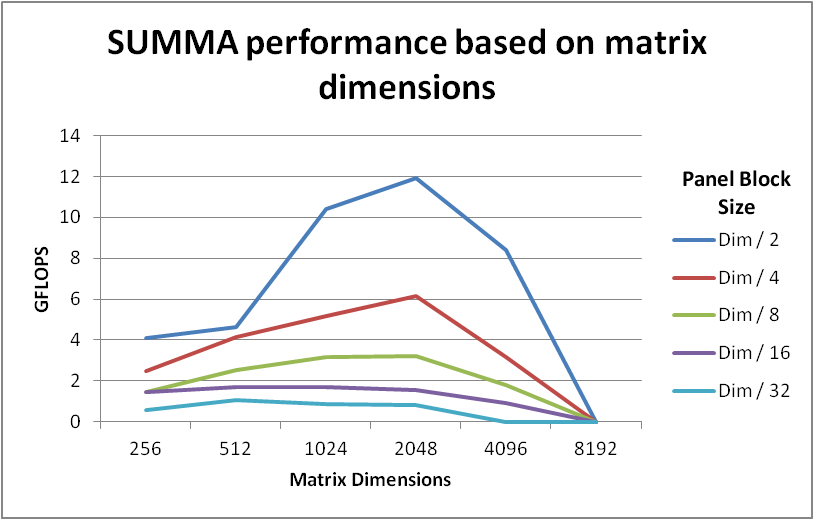 SUMMA performance based on matrix
dimensions
GFLOPS
14
12
10
8
6
4
2
0
256 512 1024 2048 4096 8192
Matrix Dimensions
Panel Block
Size
Dim / 2
Dim / 4
Dim / 8
Dim / 16
Dim / 32